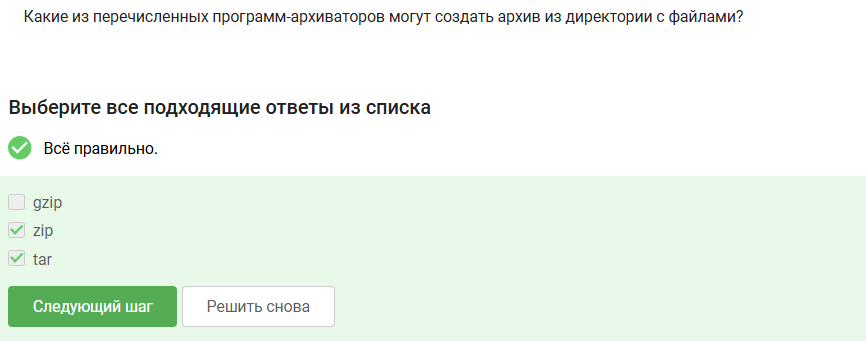 Какие из перечисленных программ-архиваторов могут создать архив из директории с файлами?
Выберите все подходящие ответы из списка
Всё правильно.
gzip
zip
tar
Следующий шаг
Решить снова